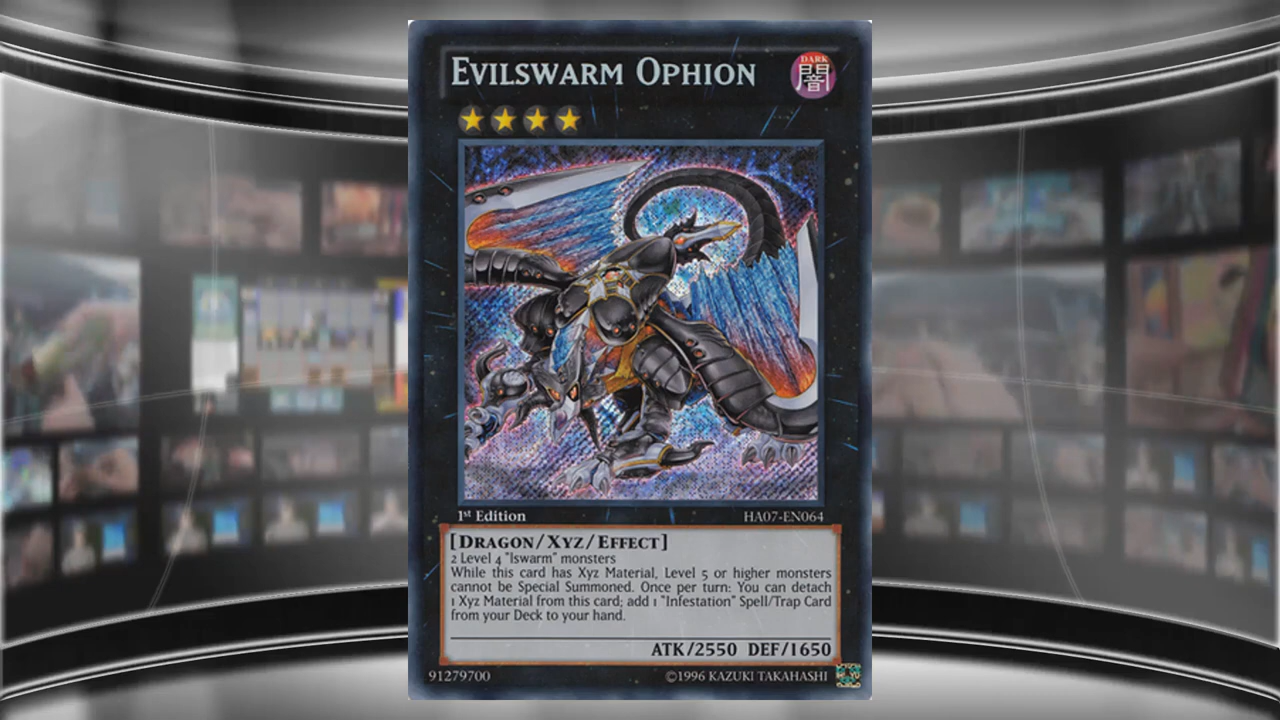 Evilswarm Ophion
DARK
闇
1st Edition
HA07-EN064
[Dragon/Xyz/Effect]
2 Level 4 "lswarm" monsters
While this card has Xyz Material, Level 5 or higher monsters
cannot be Special Summoned. Once per turn: You can detach
1 Xyz Material from this card; add 1 "Infestation" Spell/Trap Card
from your Deck to your hand.
ATK/2550 DEF/1650
91279700
©1996 KAZUKI TAKAHASHI